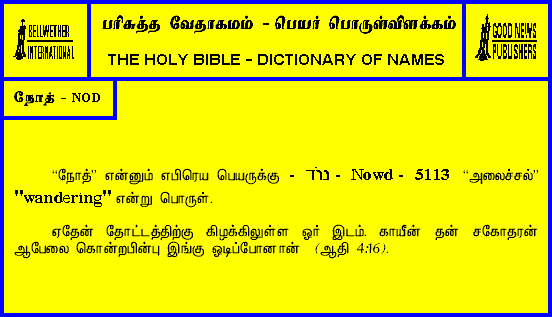 BELLWETHER
INTERNATIONAL
பரிசுத்த வேதாகமம் - பெயர் பொருள்விளக்கம்
THE HOLY BIBLE - DICTIONARY OF NAMES
GOOD NEWS
PUBLISHERS
நோத் - NOD
“நோத்” என்னும் எபிரெய பெயருக்கு - נוֹד - Nowd - 5113 “அலைச்சல்”
"wandering" என்று பொருள்.
ஏதேன் தோட்டத்திற்கு கிழக்கிலுள்ள ஓர் இடம். காயீன் தன் சகோதரன்
ஆபேலை கொன்றபின்பு இங்கு ஓடிப்போனான் (ஆதி 4:16).